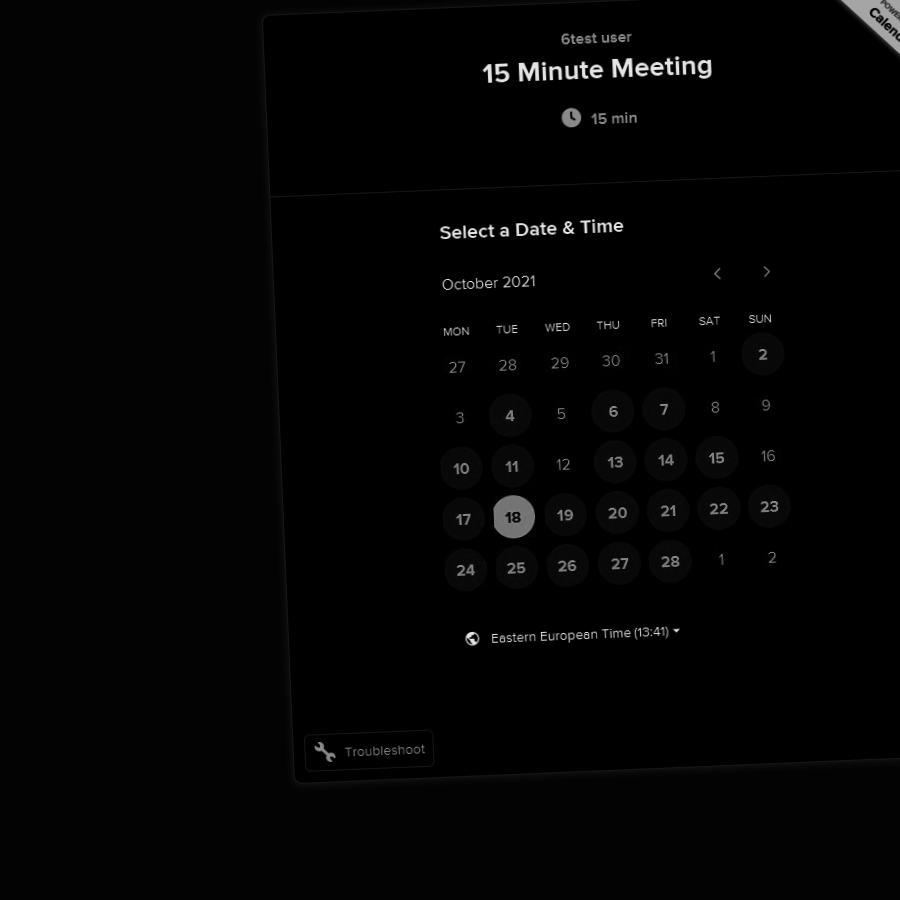 POWE
Calend
6test user
15 Minute Meeting
15 min
Select a Date & Time
October 2021
MON TUE WED THU FRI SAT SUN
27 28 29 30 31 1 2
3 4 5 6 7 8 9
10 11 12 13 14 15 16
17 18 19 20 21 22 23
24 25 26 27 28 1 2
Eastern European Time (13:41)
Troubleshoot